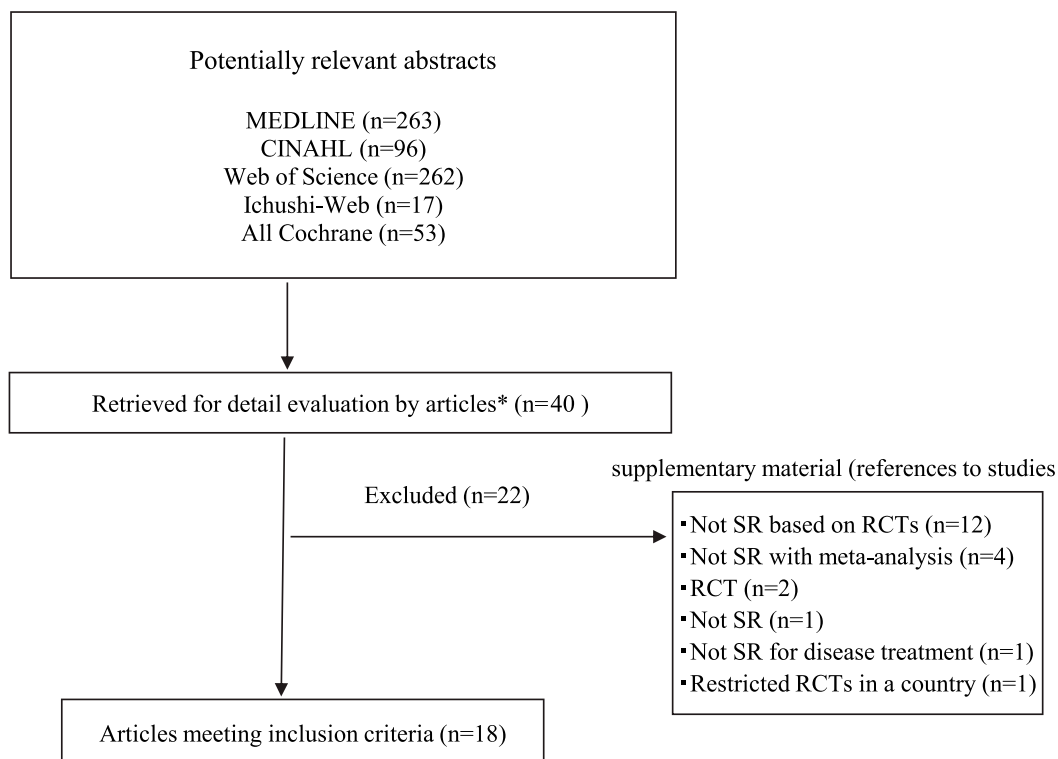 Potentially relevant abstracts
MEDLINE (n=263)
CINAHL (n=96)
Web of Science (n=262)
Ichushi-Web (n=17)
All Cochrane (n=53)
Retrieved for detail evaluation by articles* (n=40 )
supplementary material (references to studies
Excluded (n=22)
▪Not SR based on RCTs (n=12)
▪Not SR with meta-analysis (n=4)
▪RCT (n=2)
▪Not SR (n=1)
▪Not SR for disease treatment (n=1)
▪Restricted RCTs in a country (n=1)
Articles meeting inclusion criteria (n=18)